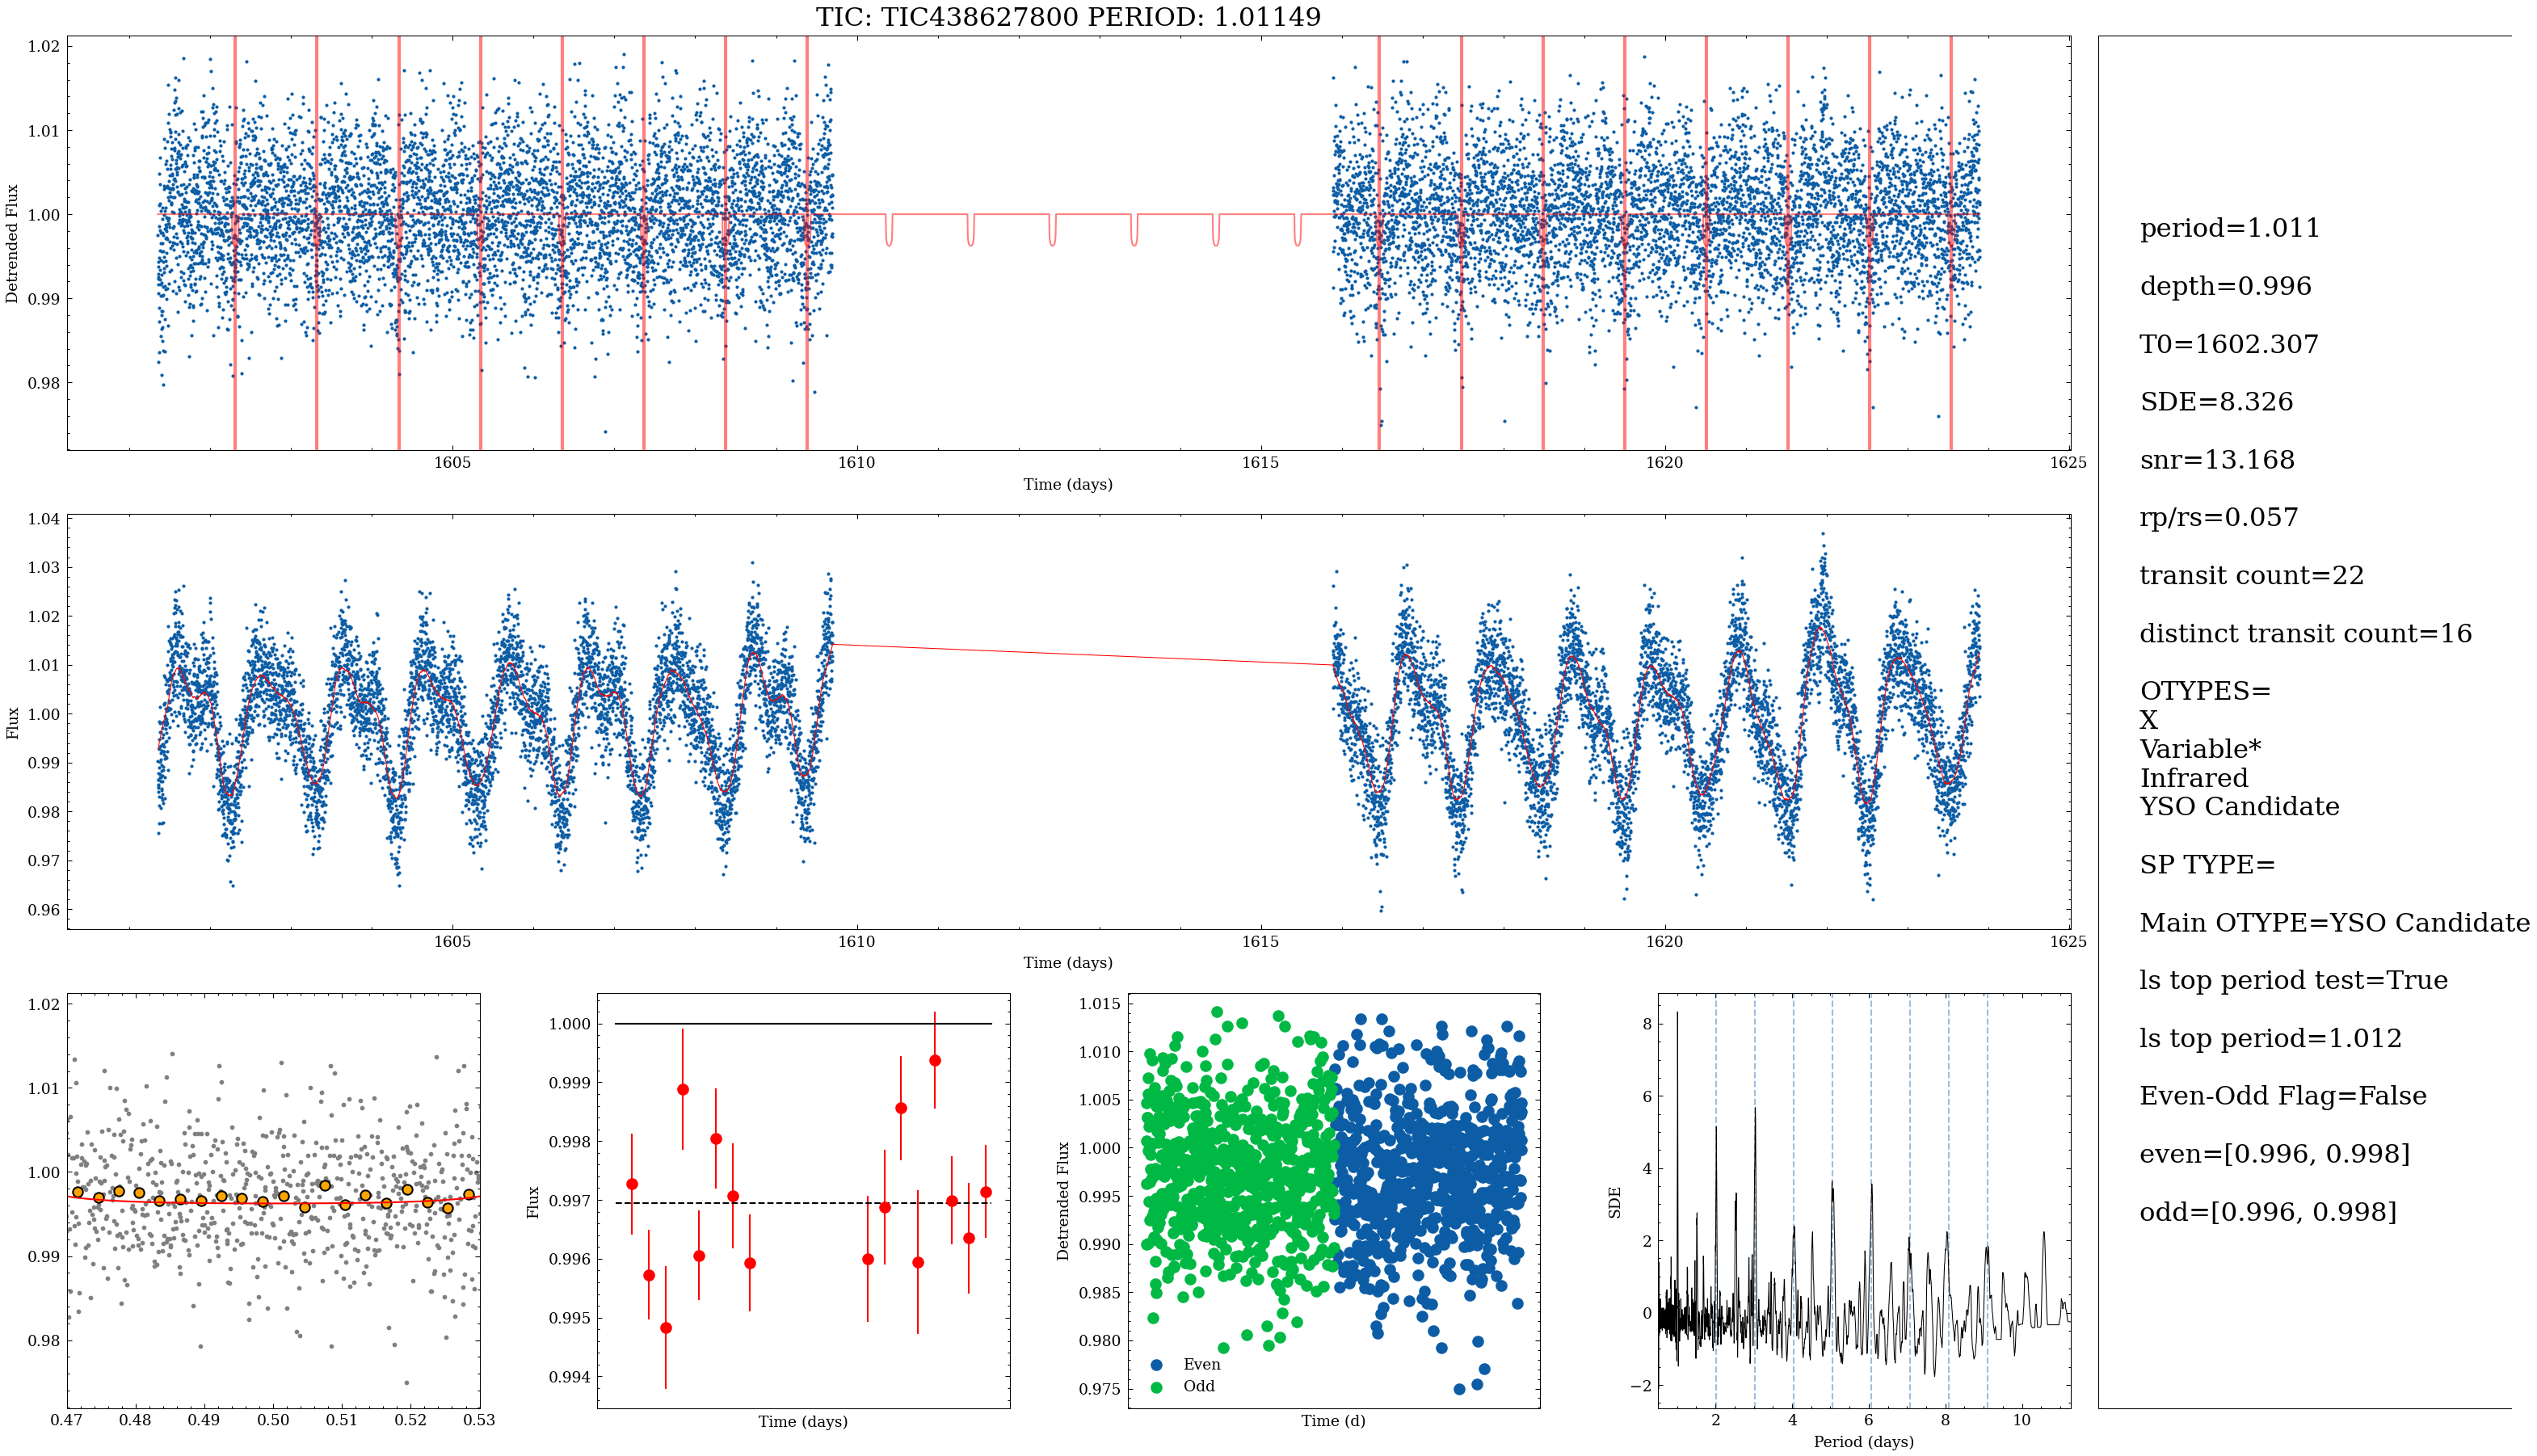 TIC: TIC438627800 PERIOD: 1.01149
1.02
1.01
1.00
0.99
0.98
Detrended Flux
1605
1610
1615
1620
1625
Time (days)
1.04
1.03
1.02
1.01
1.00
0.99
0.98
0.97
0.96
Flux
1605
1610
1615
1620
1625
Time (days)
1.02
1.01
1.00
0.99
0.98
0.47
0.48
0.49
0.50
0.51
0.52
0.53
1.000
0.999
0.998
0.997
0.996
0.995
0.994
Flux
Time (days)
1.015
1.010
1.005
1.000
0.995
0.990
0.985
0.980
0.975
Detrended Flux
Even
Odd
Time (d)
8
6
4
2
0
−2
SDE
2
4
6
8
10
Period (days)
period=1.011
depth=0.996
T0=1602.307
SDE=8.326
snr=13.168
rp/rs=0.057
transit count=22
distinct transit count=16
OTYPES=
X
Variable*
Infrared
YSO Candidate
SP TYPE=
Main OTYPE=YSO Candidate
ls top period test=True
ls top period=1.012
Even-Odd Flag=False
even=[0.996, 0.998]
odd=[0.996, 0.998]